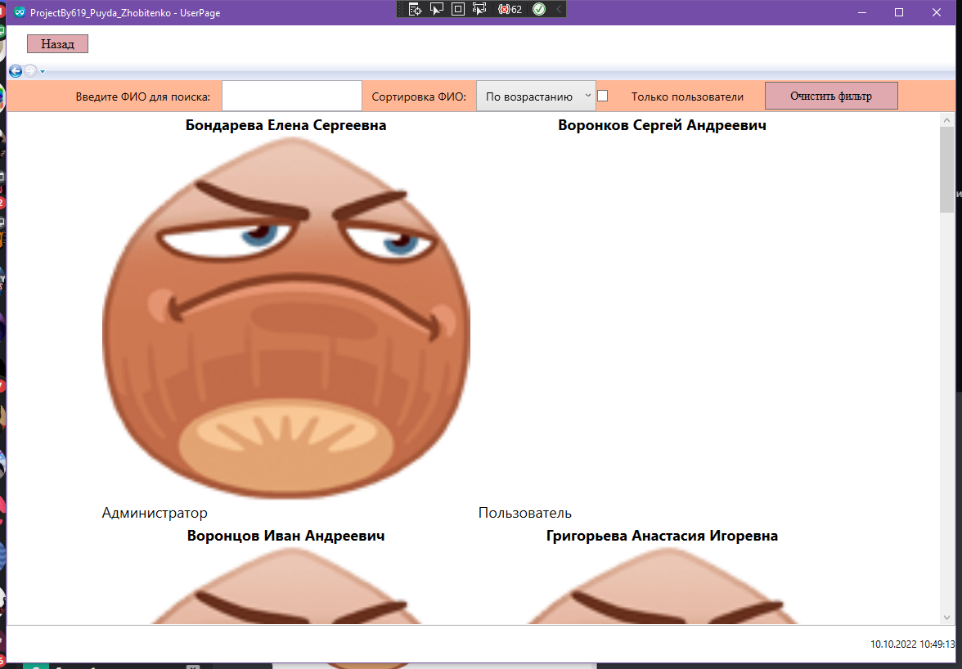 ProjectBy619_Puyda_Zhobitenko - UserPage
62
Назад
Введите ФИО для поиска:
Сортировка ФИО:
По возрастанию
Только пользователи
Очистить фильтр
Бондарева Елена Сергеевна
Воронков Сергей Андреевич
Администратор
Пользователь
Воронцов Иван Андреевич
Григорьева Анастасия Игоревна
10.10.2022 10:49:13